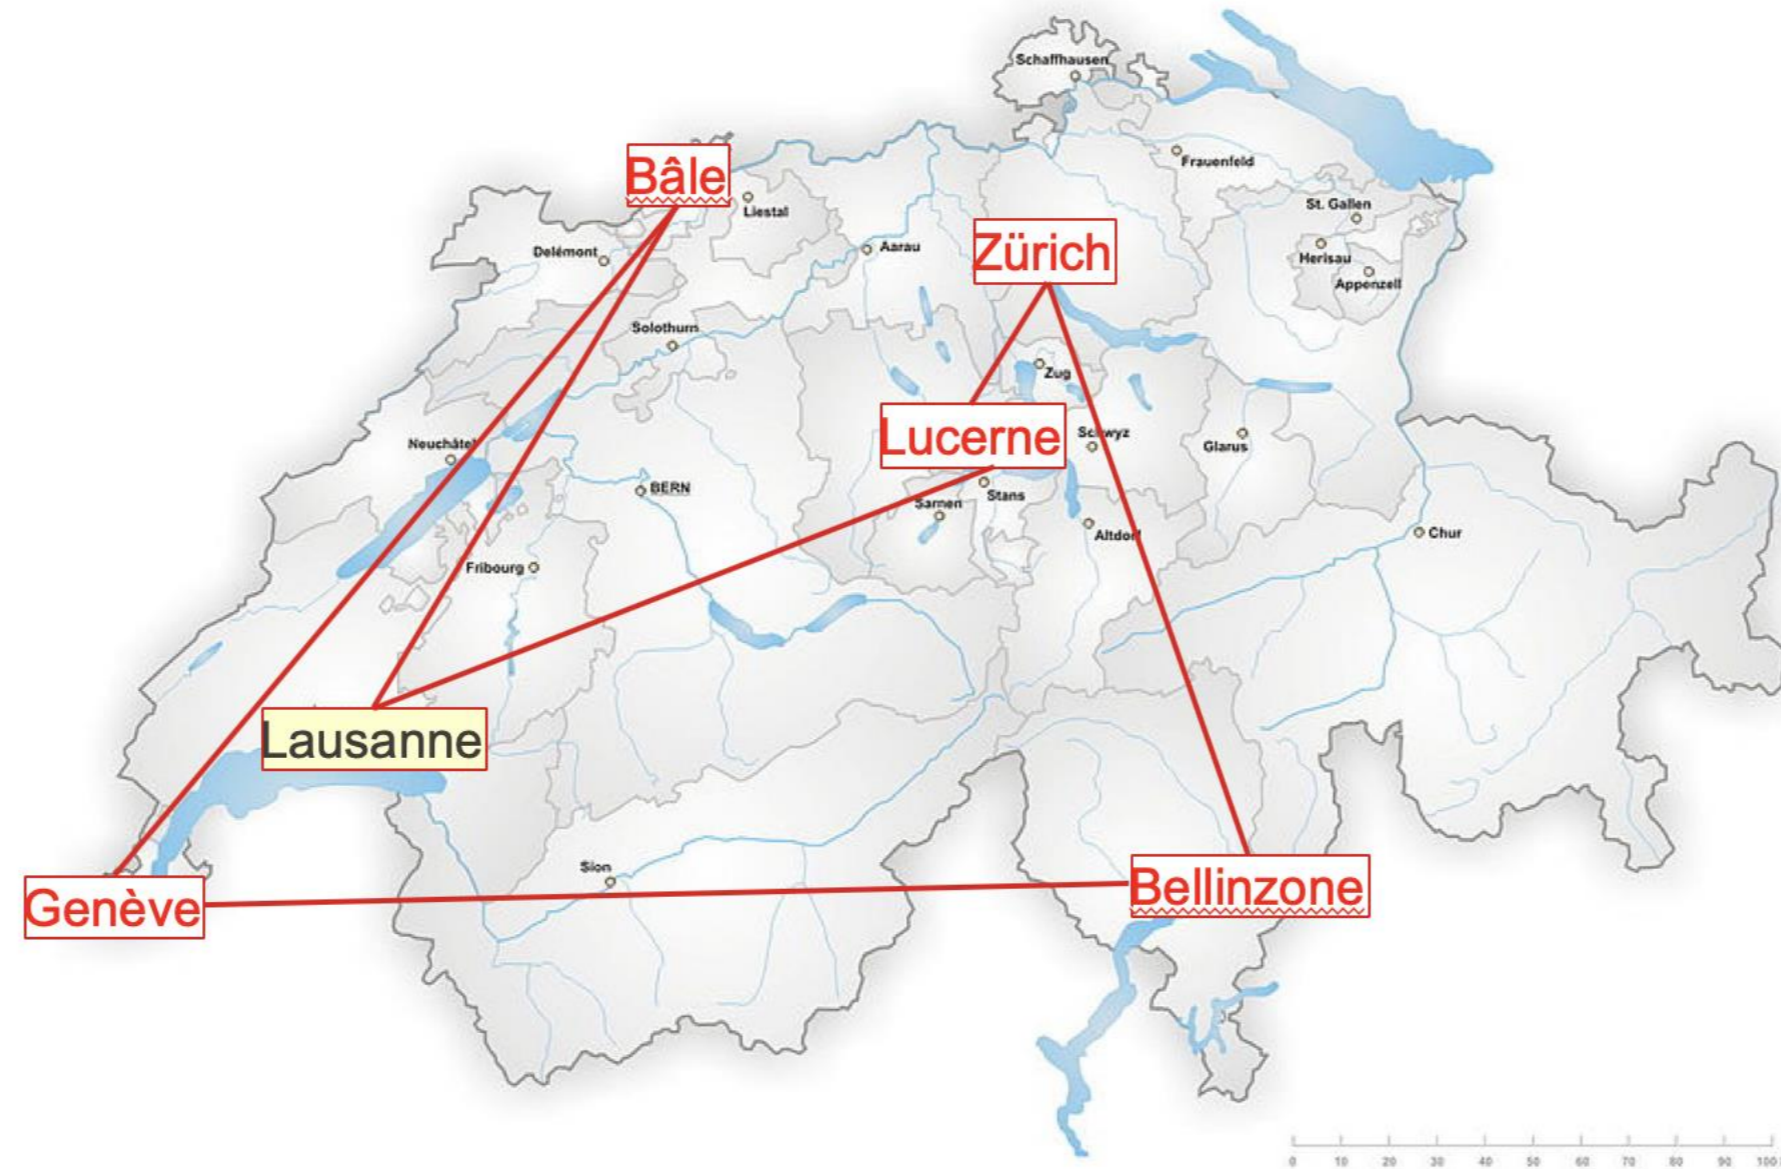 Schaffhausen
Bâle
Frauenfeld
Liestal
St. Gallen
Zürich
Aarau
Delémont
Herisau
Appenzell
Solothurn
Zug
Lucerne
Schwyz
Neuchâtel
Glarus
BERN
Stans
Sarnen
Altdorf
Chur
Fribourg
Lausanne
Sion
Genève
Bellinzone
0 10 20 30 40 50 60 70 80 90 100